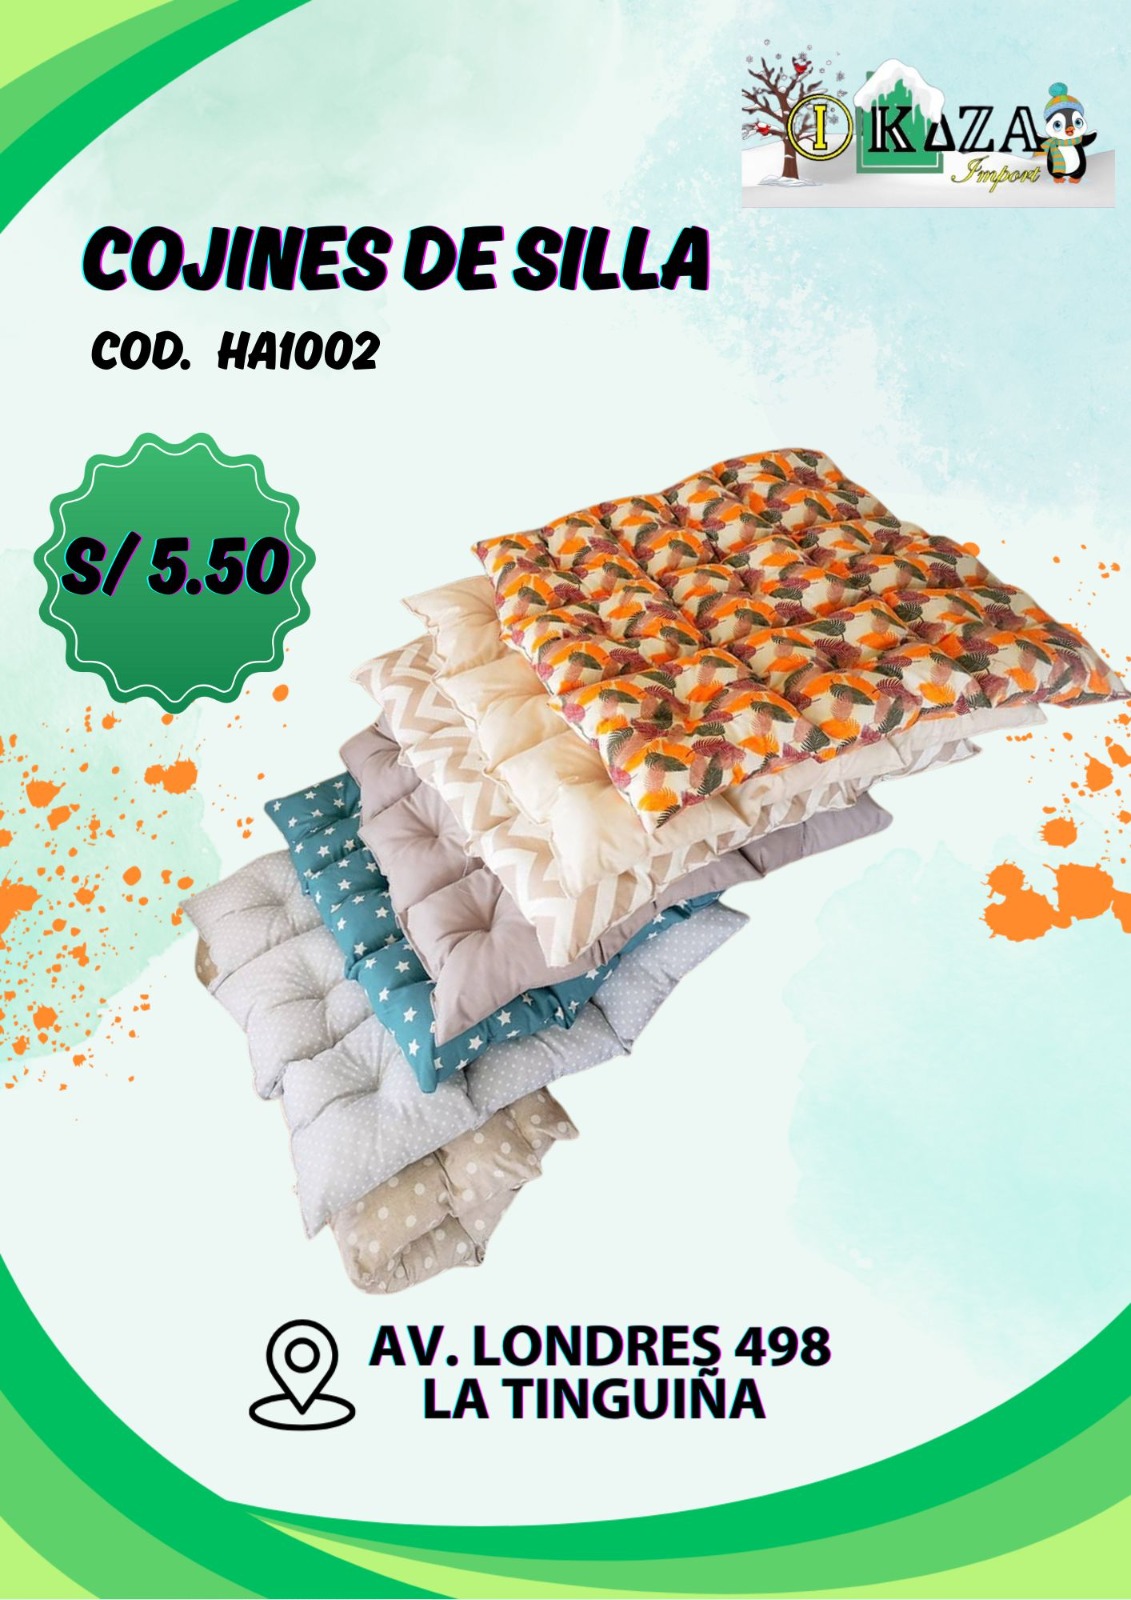 I KAZA
Import
COJINES DE SILLA
COD. HA1002
S/ 5.50
AV. LONDRES 498
LA TINGUIÑA